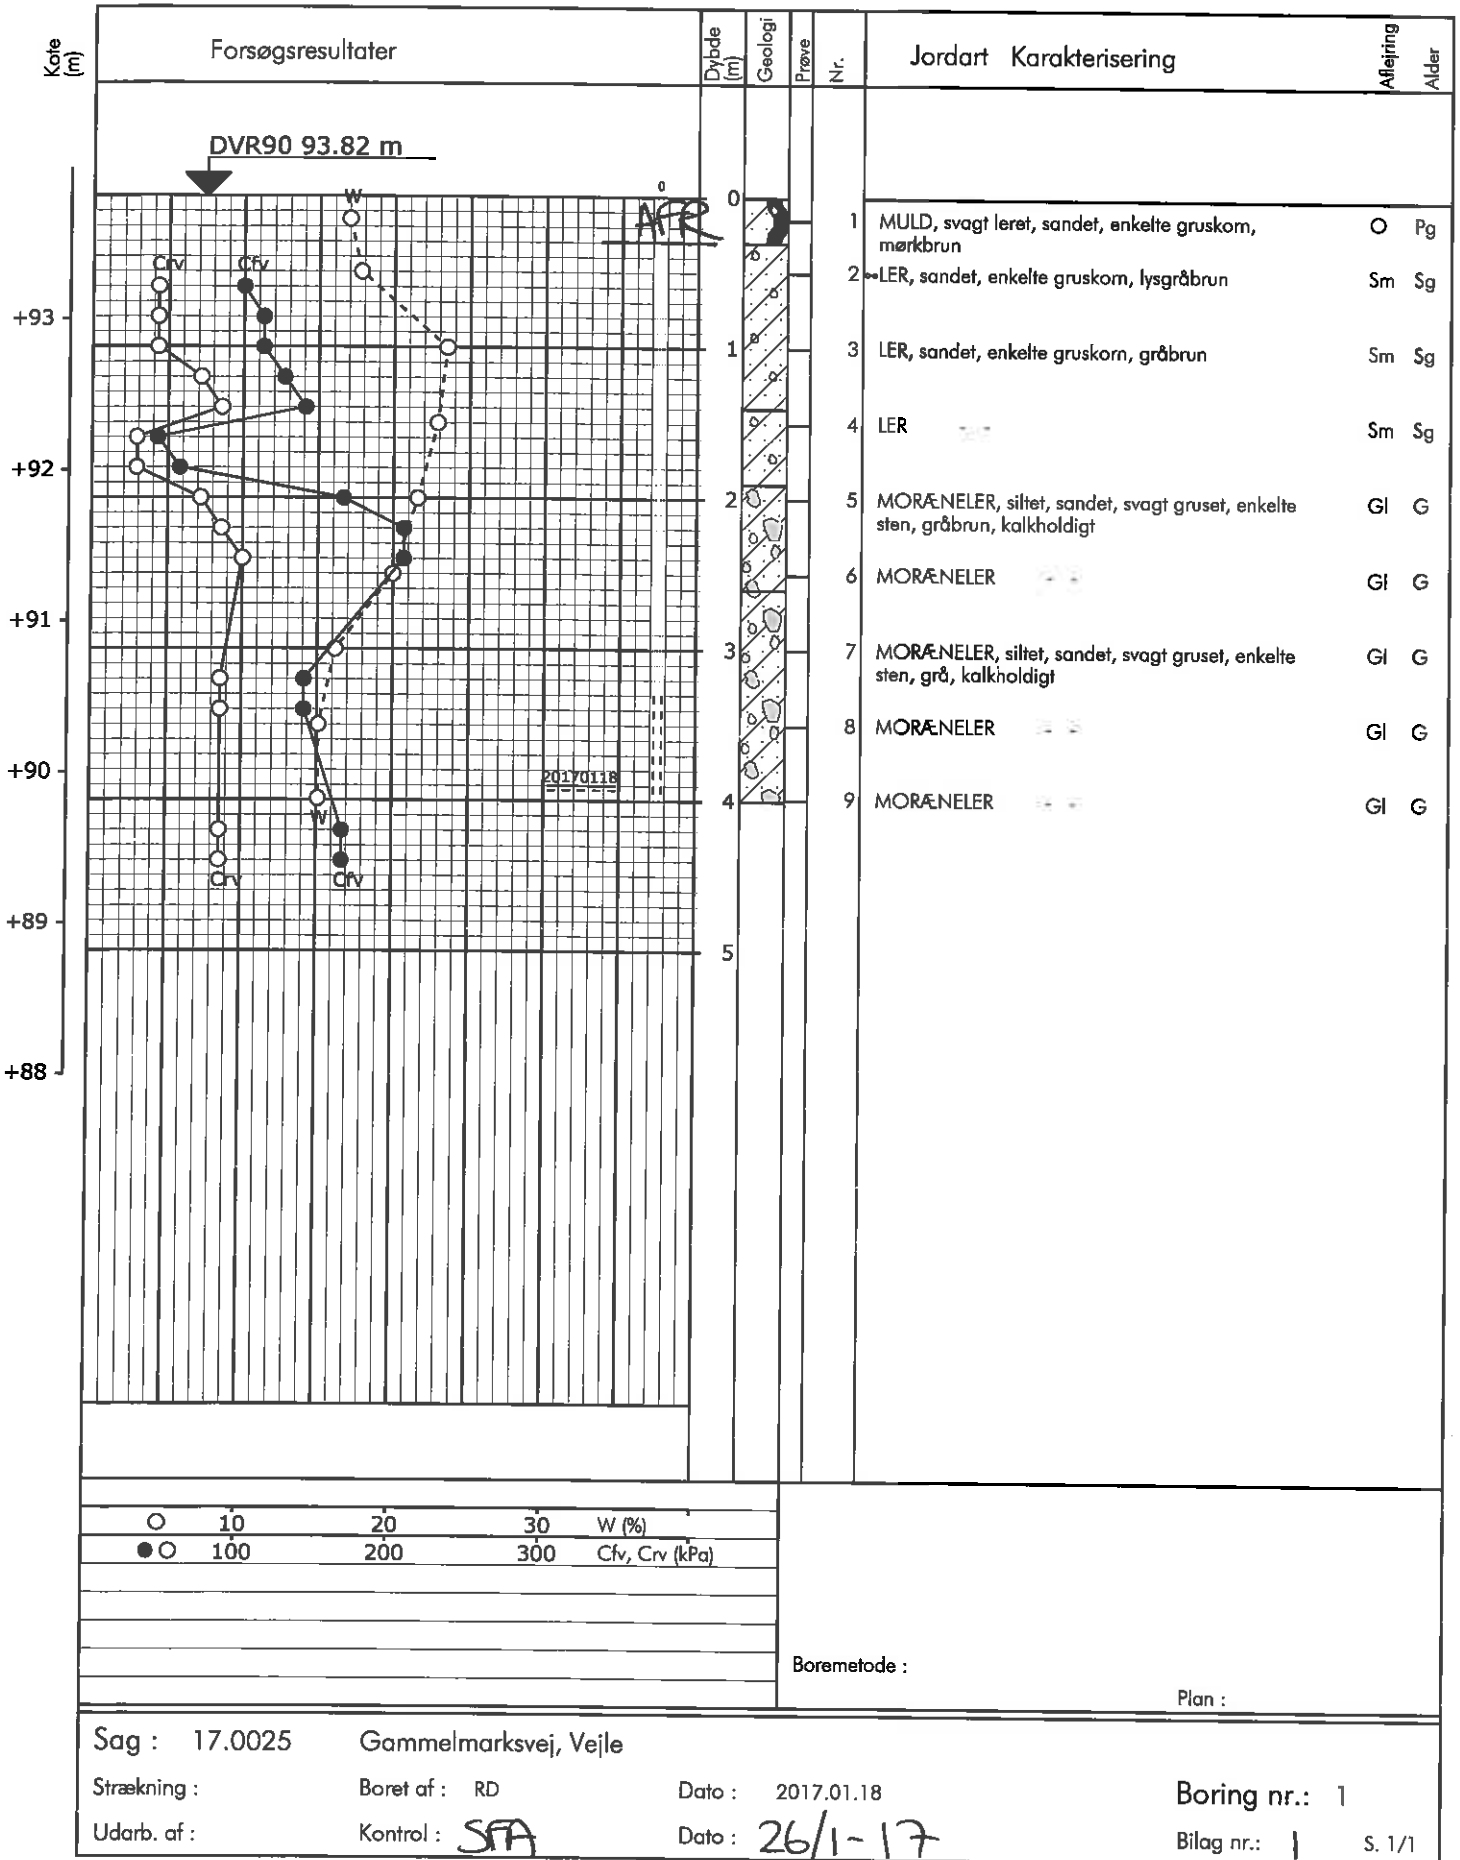 Kote (m)
Forsøgsresultater
Dybde (m)
Geologi
Prøve
Nr.
Jordart Karakterisering
Aflejring
Alder
DVR90 93.82 m
W
0
AFR
0
1 MULD, svagt leret, sandet, enkelte gruskorn,
mørkbrun
O Pg
Crv Cfv
2 LER, sandet, enkelte gruskorn, lysgråbrun Sm Sg
+93
1
3 LER, sandet, enkelte gruskorn, gråbrun Sm Sg
4 LER -"- Sm Sg
+92
2
5 MORÆNELER, siltet, sandet, svagt gruset, enkelte
sten, gråbrun, kalkholdigt
Gl G
6 MORÆNELER " " Gl G
+91
3
7 MORÆNELER, siltet, sandet, svagt gruset, enkelte
sten, grå, kalkholdigt
Gl G
8 MORÆNELER " " Gl G
+90
20170118
4
9 MORÆNELER " " Gl G
W
Crv Cfv
+89
5
+88
10 20 30 W (%)
100 200 300 Cfv, Crv (kPa)
Boremetode :
Plan :
Sag : 17.0025 Gammelmarksvej, Vejle
Strækning : Boret af : RD Dato : 2017.01.18 Boring nr.: 1
Udarb. af : Kontrol : SFA Dato : 26/1-17 Bilag nr.: 1 S. 1/1